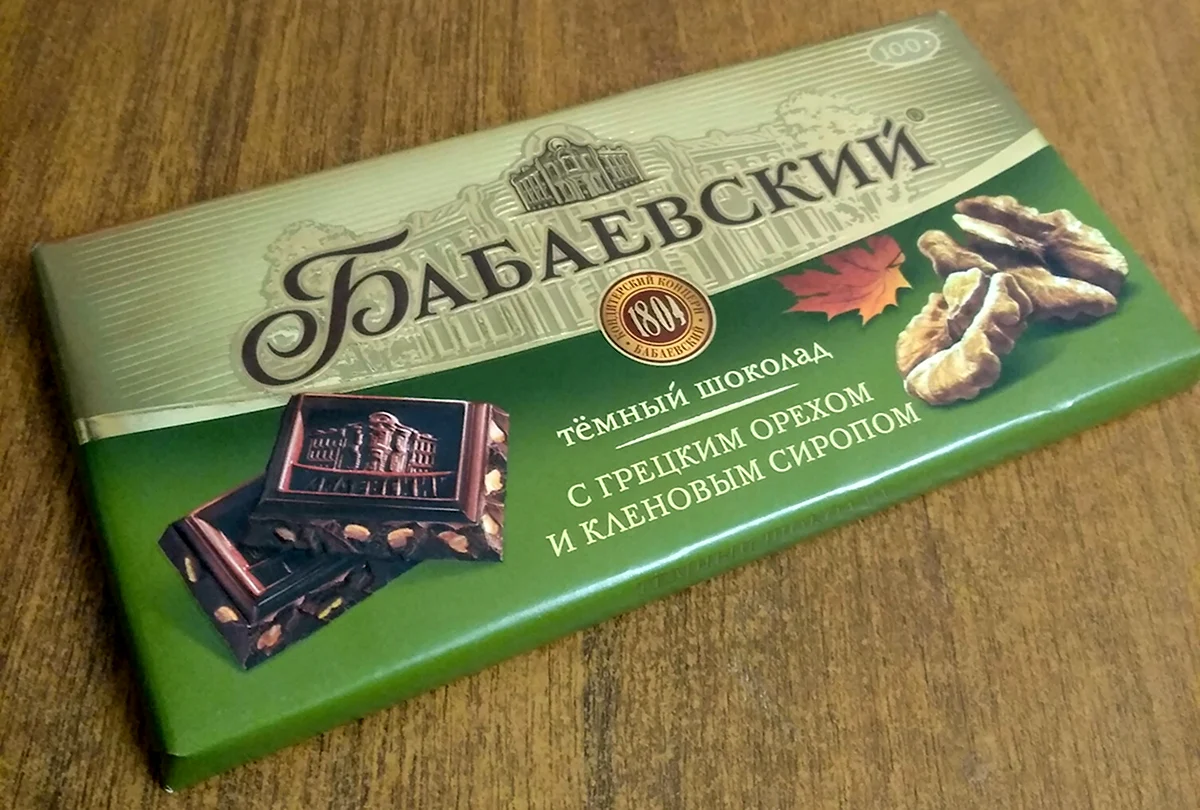 100г
БАБАЕВСКИЙ®
КОНДИТЕРСКИЙ КОНЦЕРН
1804
• БАБАЕВСКИЙ •
тёмный шоколад
С ГРЕЦКИМ ОРЕХОМ
И КЛЕНОВЫМ СИРОПОМ